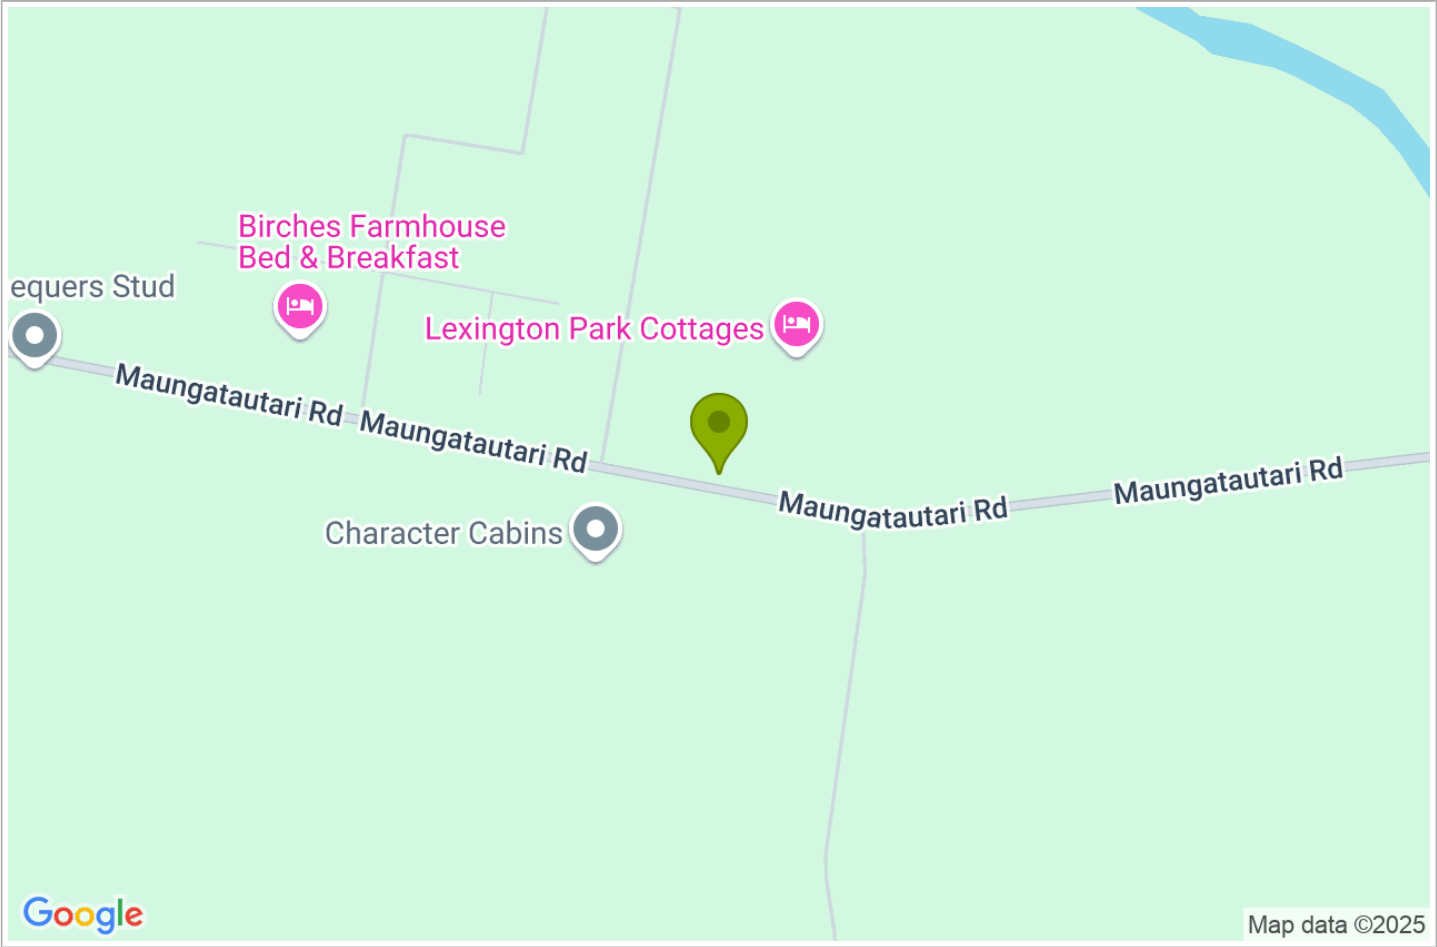 Birches Farmhouse
Bed & Breakfast
equers Stud
Lexington Park Cottages
Maungatautari Rd
Maungatautari Rd
Maungatautari Rd
Maungatautari Rd
Character Cabins
Google
Map data ©2025